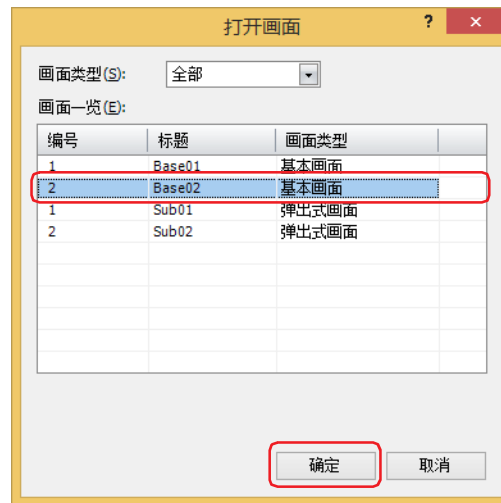 打开画面
?
×
画面类型(S): 全部
画面一览(E):
编号 标题 画面类型
1 Base01 基本画面
2 Base02 基本画面
1 Sub01 弹出式画面
2 Sub02 弹出式画面
确定 取消